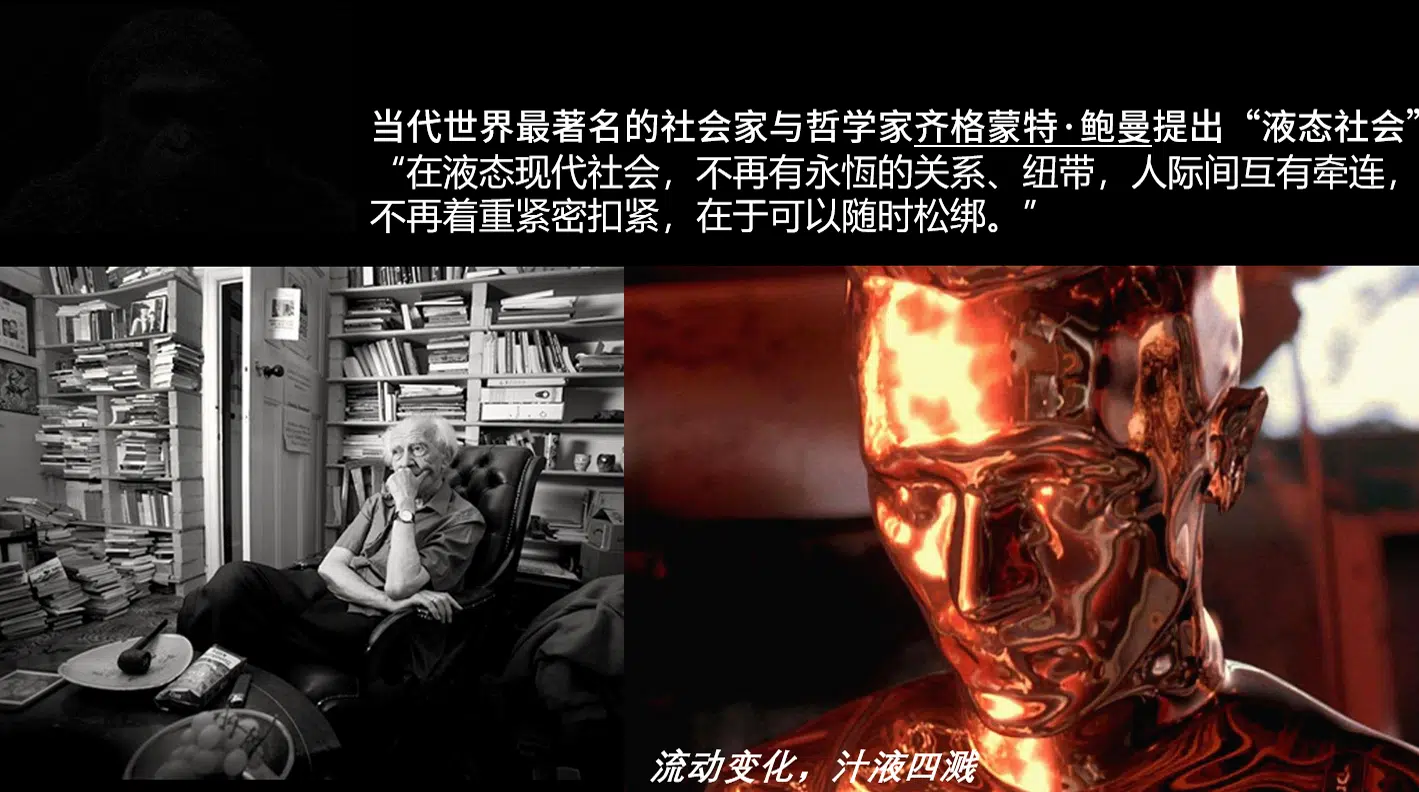 当代世界最著名的社会家与哲学家齐格蒙特·鲍曼提出“液态社会”
“在液态现代社会，不再有永恆的关系、纽带，人际间互有牵连，
不再着重紧密扣紧，在于可以随时松绑。”
流动变化，汁液四溅